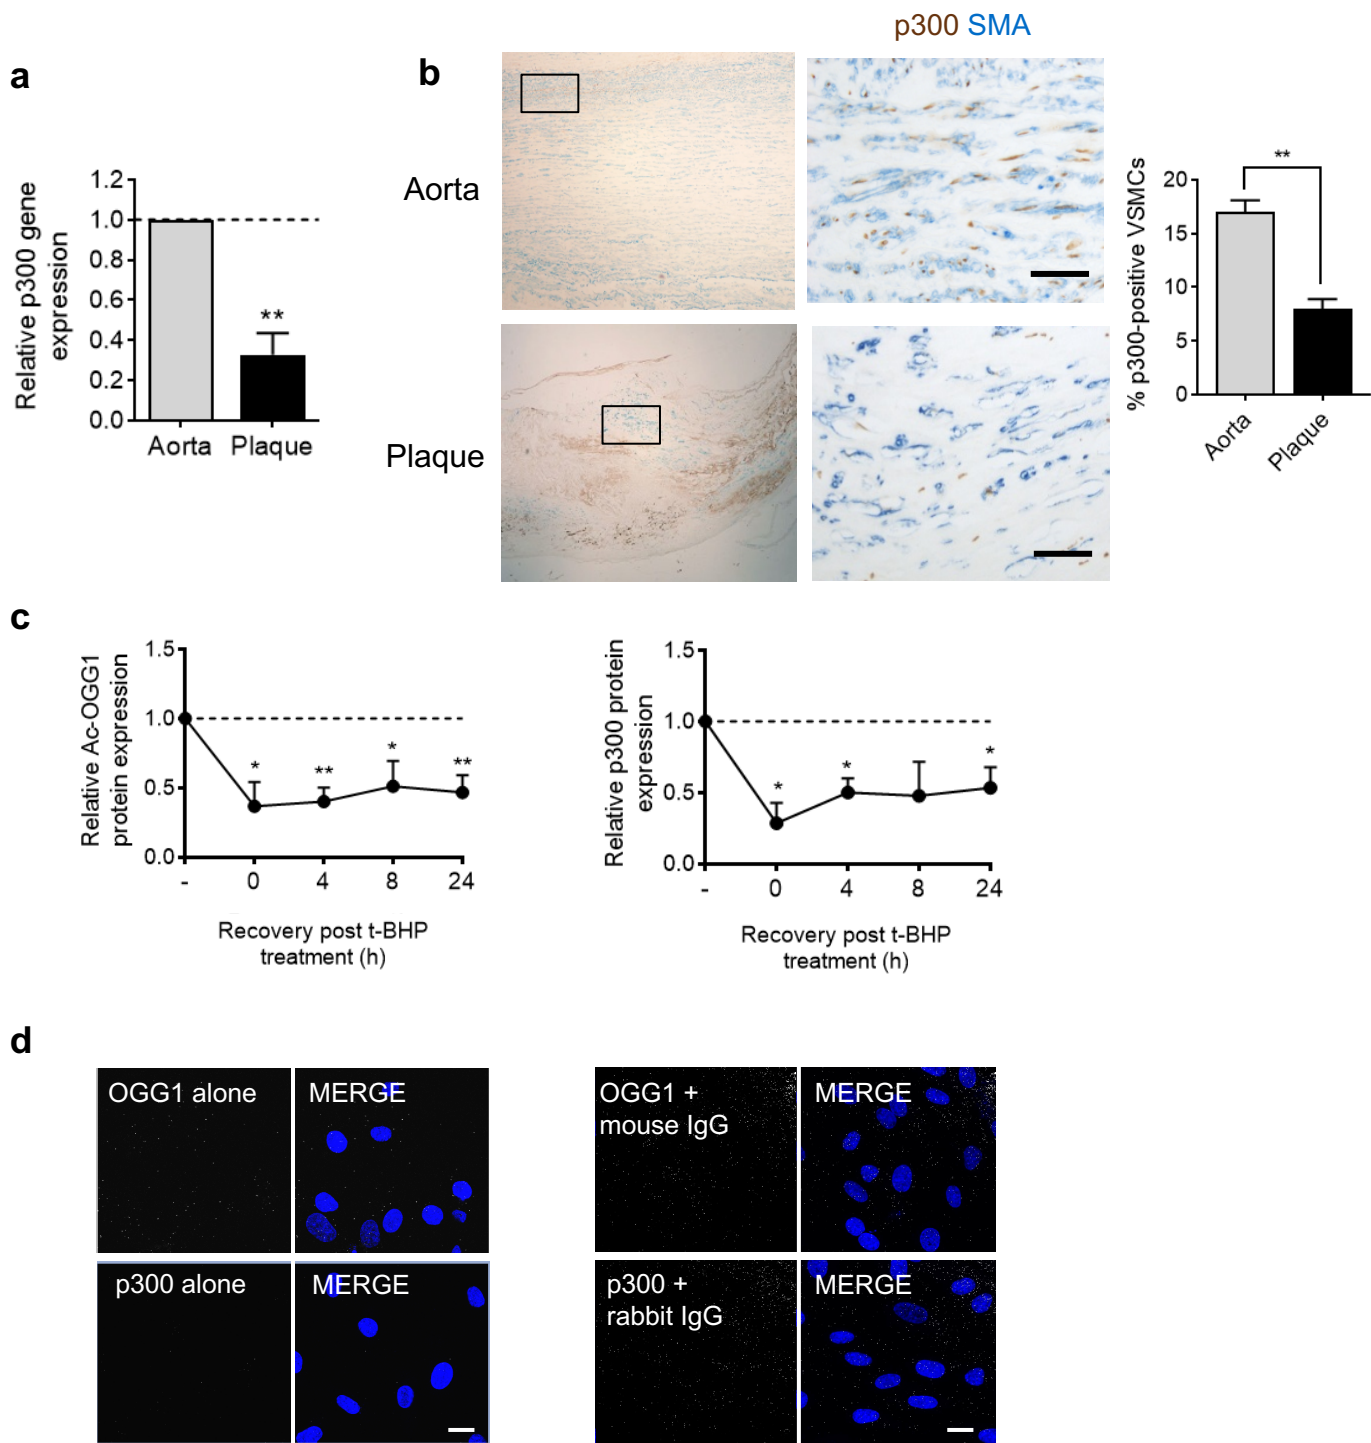 a
Relative p300 gene
expression
1.2
1.0
1.0
0.8
0.6
0.4
0.2
0.0
**
Aorta
Plaque
b
p300 SMA
Aorta
Plaque
% p300-positive VSMCs
20
15
10
5
0
**
Aorta
Plaque
c
Relative Ac-OGG1
protein expression
1.5
1.0
0.5
0.0
*
**
*
**
- 0 4 8 24
Recovery post t-BHP
treatment (h)
Relative p300 protein
expression
1.5
1.0
0.5
0.0
*
*
*
- 0 4 8 24
Recovery post t-BHP
treatment (h)
d
OGG1 alone
MERGE
OGG1 +
mouse IgG
MERGE
p300 alone
MERGE
p300 +
rabbit IgG
MERGE